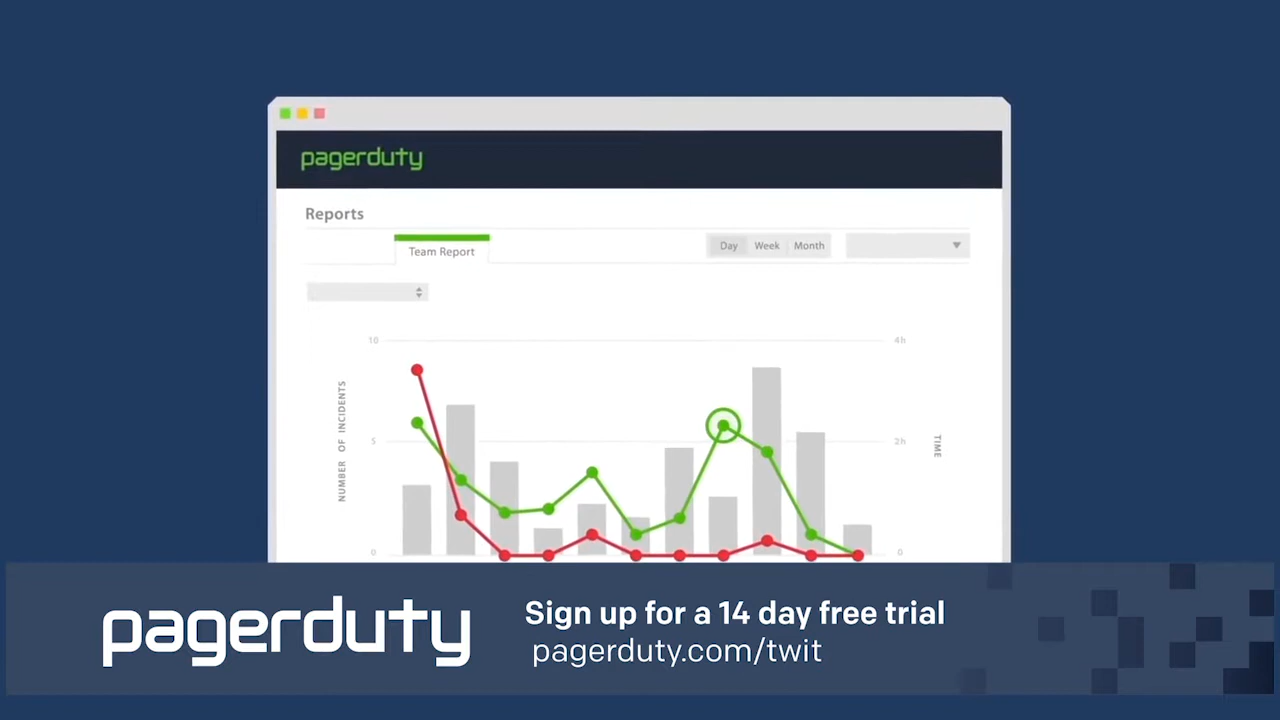 pagerduty
Reports
Team Report
Day Week Month
10
4h
NUMBER OF INCIDENTS
5
2h
TIME
0
0
pagerduty
Sign up for a 14 day free trial
pagerduty.com/twit